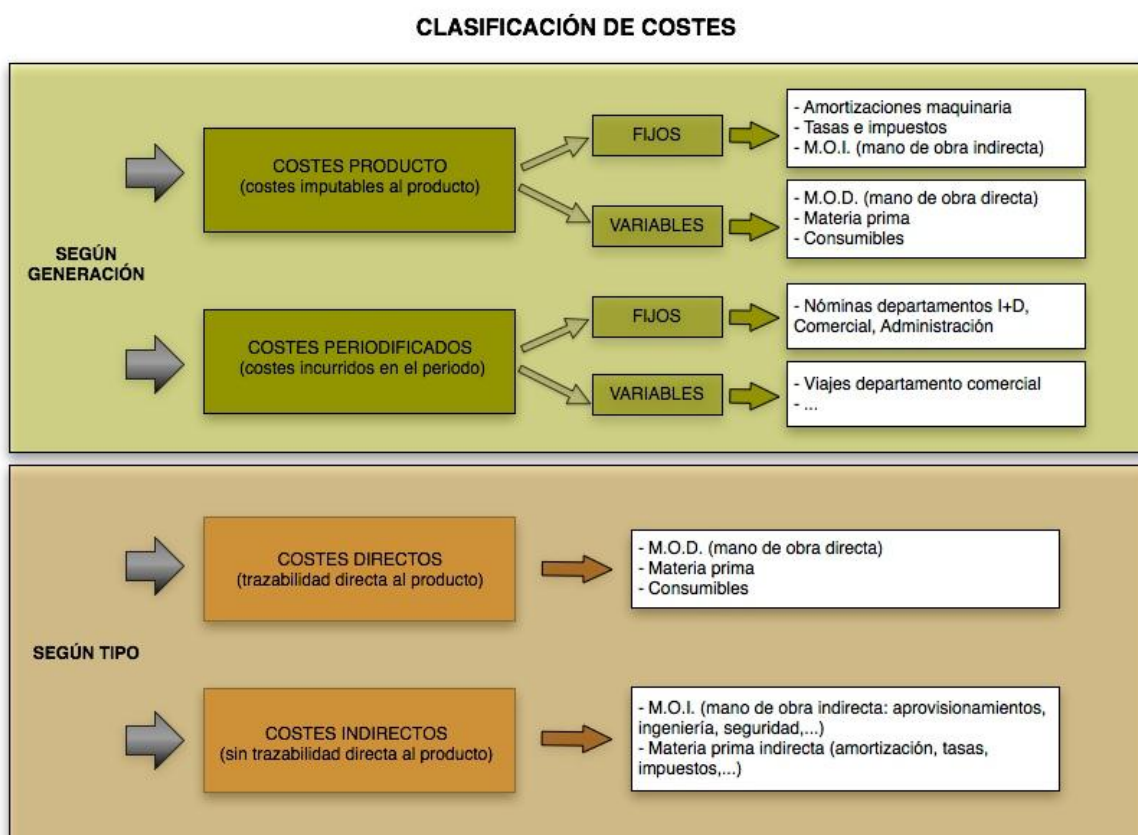 CLASIFICACIÓN DE COSTES
SEGÚN
GENERACIÓN
COSTES PRODUCTO
(costes imputables al producto)
FIJOS
- Amortizaciones maquinaria
- Tasas e impuestos
- M.O.I. (mano de obra indirecta)
VARIABLES
- M.O.D. (mano de obra directa)
- Materia prima
- Consumibles
COSTES PERIODIFICADOS
(costes incurridos en el periodo)
FIJOS
- Nóminas departamentos I+D,
Comercial, Administración
VARIABLES
- Viajes departamento comercial
- ...
SEGÚN TIPO
COSTES DIRECTOS
(trazabilidad directa al producto)
- M.O.D. (mano de obra directa)
- Materia prima
- Consumibles
COSTES INDIRECTOS
(sin trazabilidad directa al producto)
- M.O.I. (mano de obra indirecta: aprovisionamientos,
ingeniería, seguridad,...)
- Materia prima indirecta (amortización, tasas,
impuestos,...)